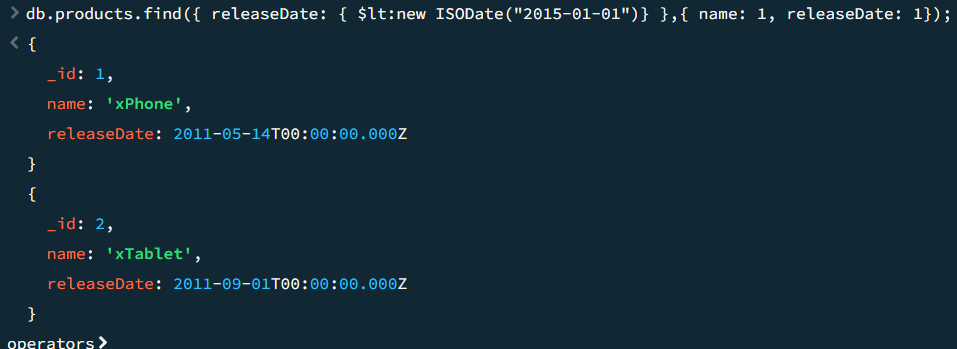 > db.products.find({ releaseDate: { $lt:new ISODate("2015-01-01")} },{ name: 1, releaseDate: 1});
< {
_id: 1,
name: 'xPhone',
releaseDate: 2011-05-14T00:00:00.000Z
}
{
_id: 2,
name: 'xTablet',
releaseDate: 2011-09-01T00:00:00.000Z
}
operators>